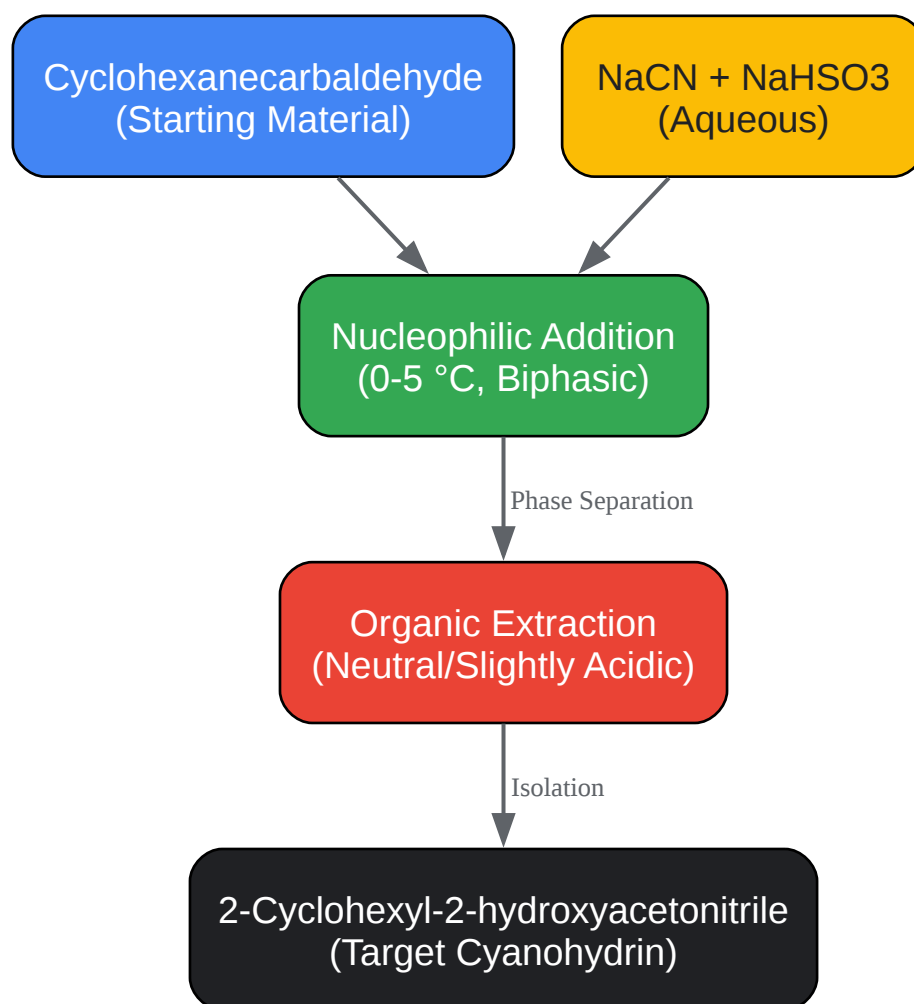 Cyclohexanecarbaldehyde
(Starting Material)
NaCN + NaHSO3
(Aqueous)
Nucleophilic Addition
(0-5 °C, Biphasic)
Phase Separation
Organic Extraction
(Neutral/Slightly Acidic)
Isolation
2-Cyclohexyl-2-hydroxyacetonitrile
(Target Cyanohydrin)